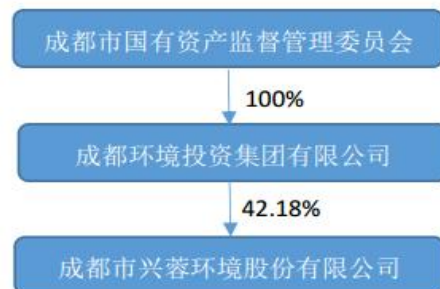 成都市国有资产监督管理委员会
100%
成都环境投资集团有限公司
42.18%
成都市兴蓉环境股份有限公司